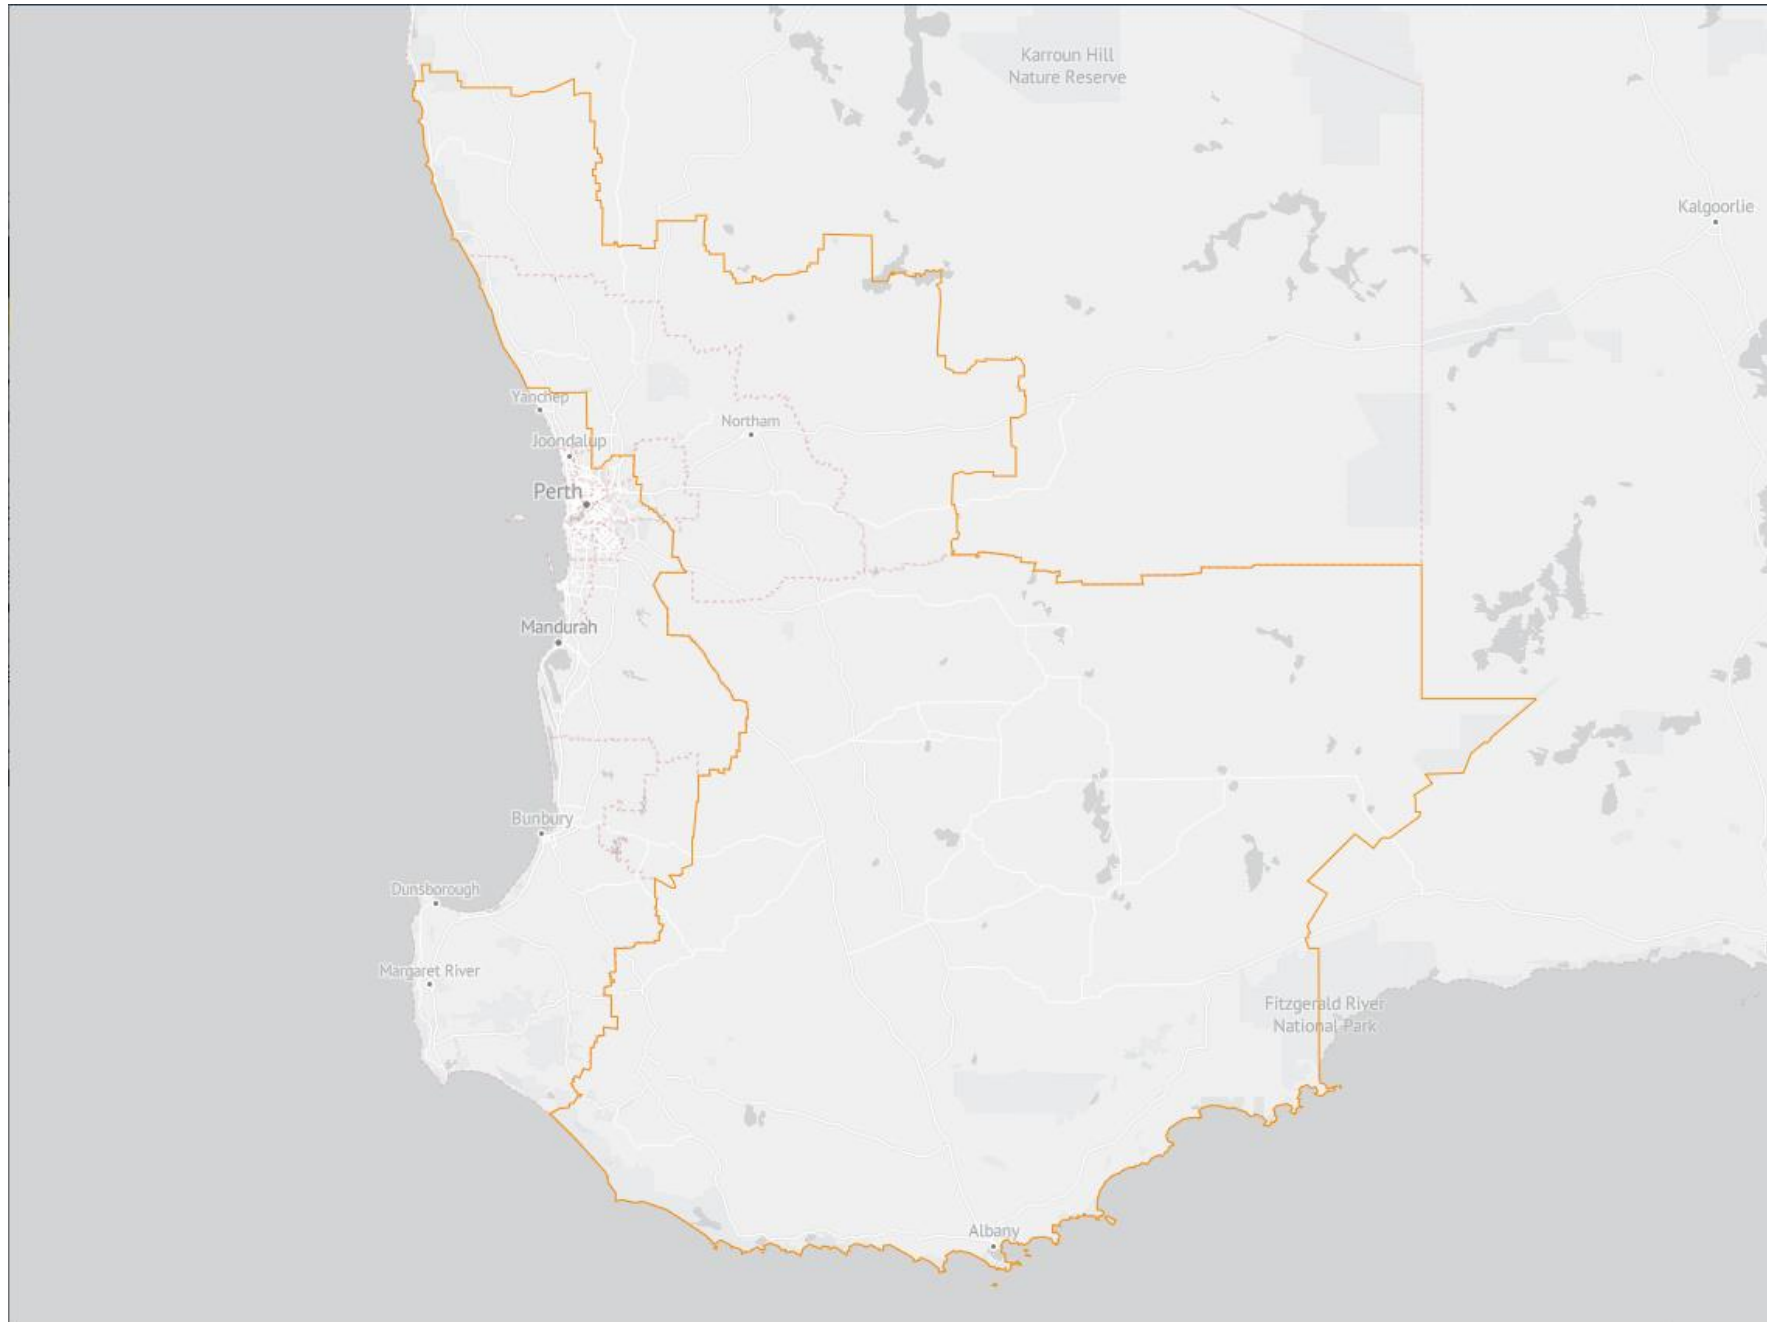 Karroun Hill
Nature Reserve
Kalgoorlie
Yanchep
Northam
Joondalup
Perth
Mandurah
Bunbury
Dunsborough
Margaret River
Fitzgerald River
National Park
Albany